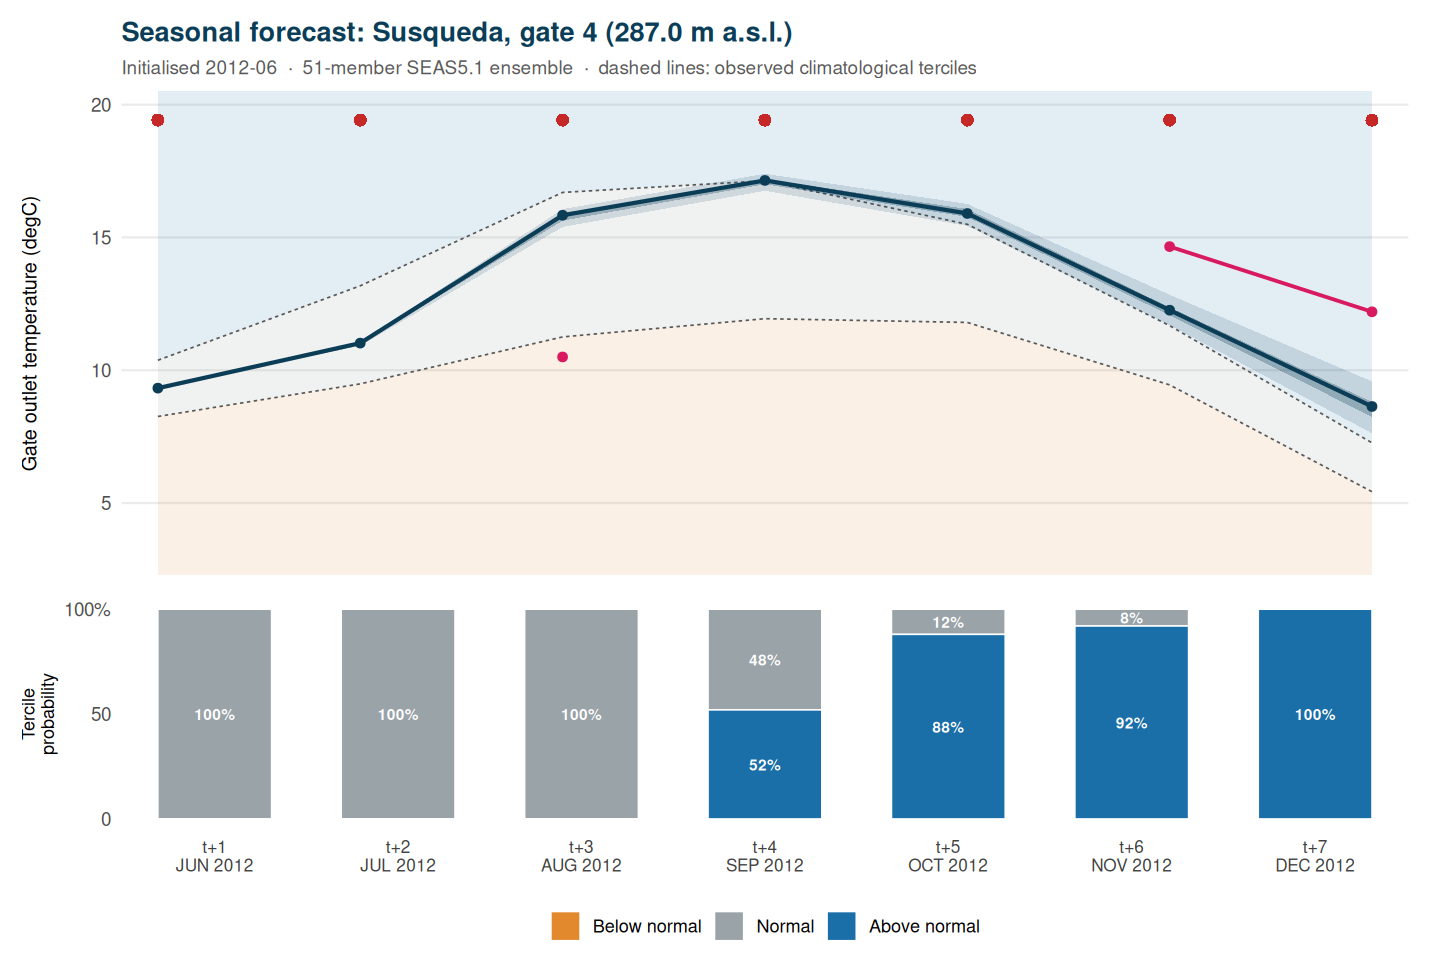 Seasonal forecast: Susqueda, gate 4 (287.0 m a.s.l.)
Initialised 2012-06 · 51-member SEAS5.1 ensemble · dashed lines: observed climatological terciles
Gate outlet temperature (degC)
20
15
10
5
Tercile
probability
100%
50
0
100%
100%
100%
48%
52%
12%
88%
8%
92%
100%
t+1
JUN 2012
t+2
JUL 2012
t+3
AUG 2012
t+4
SEP 2012
t+5
OCT 2012
t+6
NOV 2012
t+7
DEC 2012
Below normal
Normal
Above normal